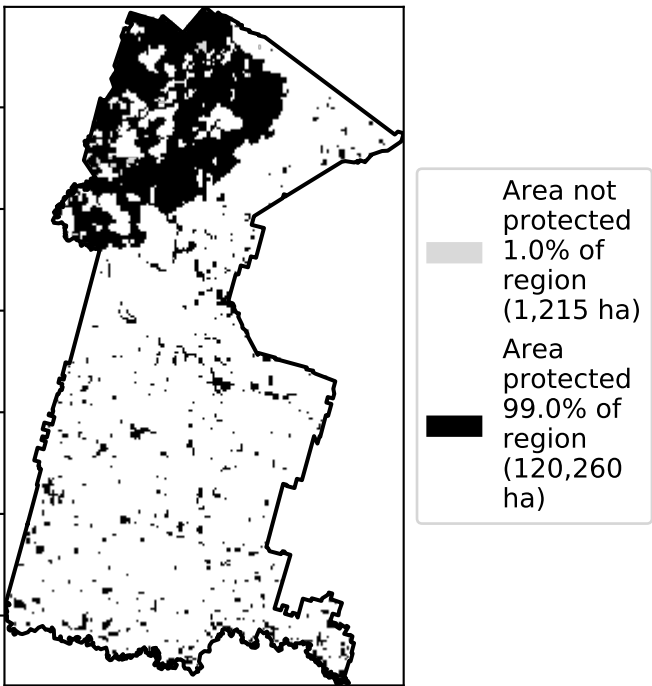 Area not
protected
1.0% of
region
(1,215 ha)
Area
protected
99.0% of
region
(120,260
ha)